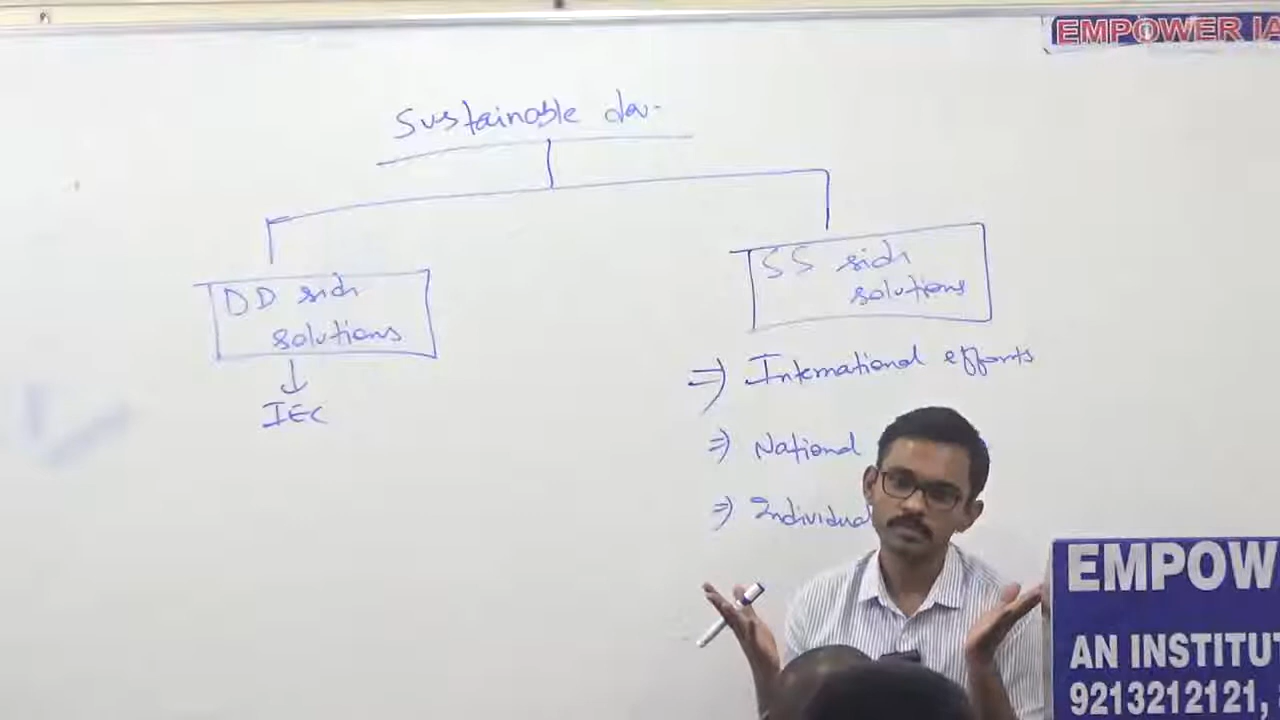 EMPOWER IA
Sustainable dev.
DD side
solutions
IEC
SS side
solutions
⇒ International efforts
⇒ National
⇒ Individual
EMPOW
AN INSTITUT
9213212121,